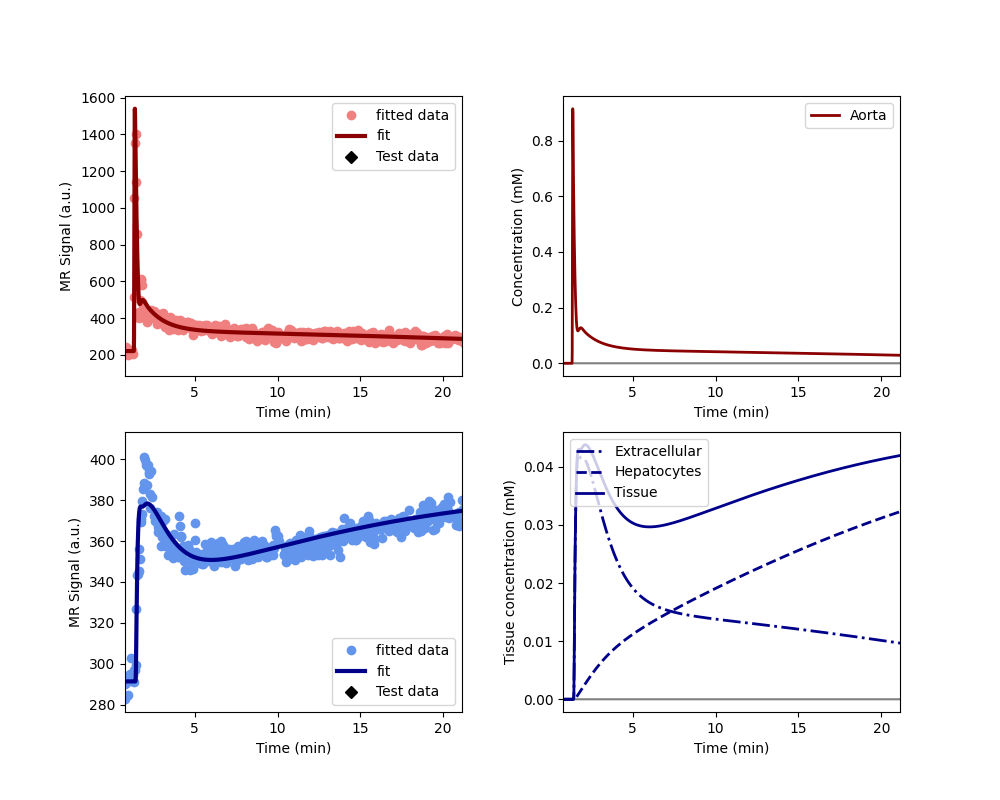 1600
1400
1200
1000
800
600
400
200
MR Signal (a.u.)
fitted data
fit
Test data
5
10
15
20
Time (min)
0.8
0.6
0.4
0.2
0.0
Concentration (mM)
Aorta
5
10
15
20
Time (min)
400
380
360
340
320
300
280
MR Signal (a.u.)
fitted data
fit
Test data
5
10
15
20
Time (min)
0.04
0.03
0.02
0.01
0.00
Tissue concentration (mM)
Extracellular
Hepatocytes
Tissue
5
10
15
20
Time (min)